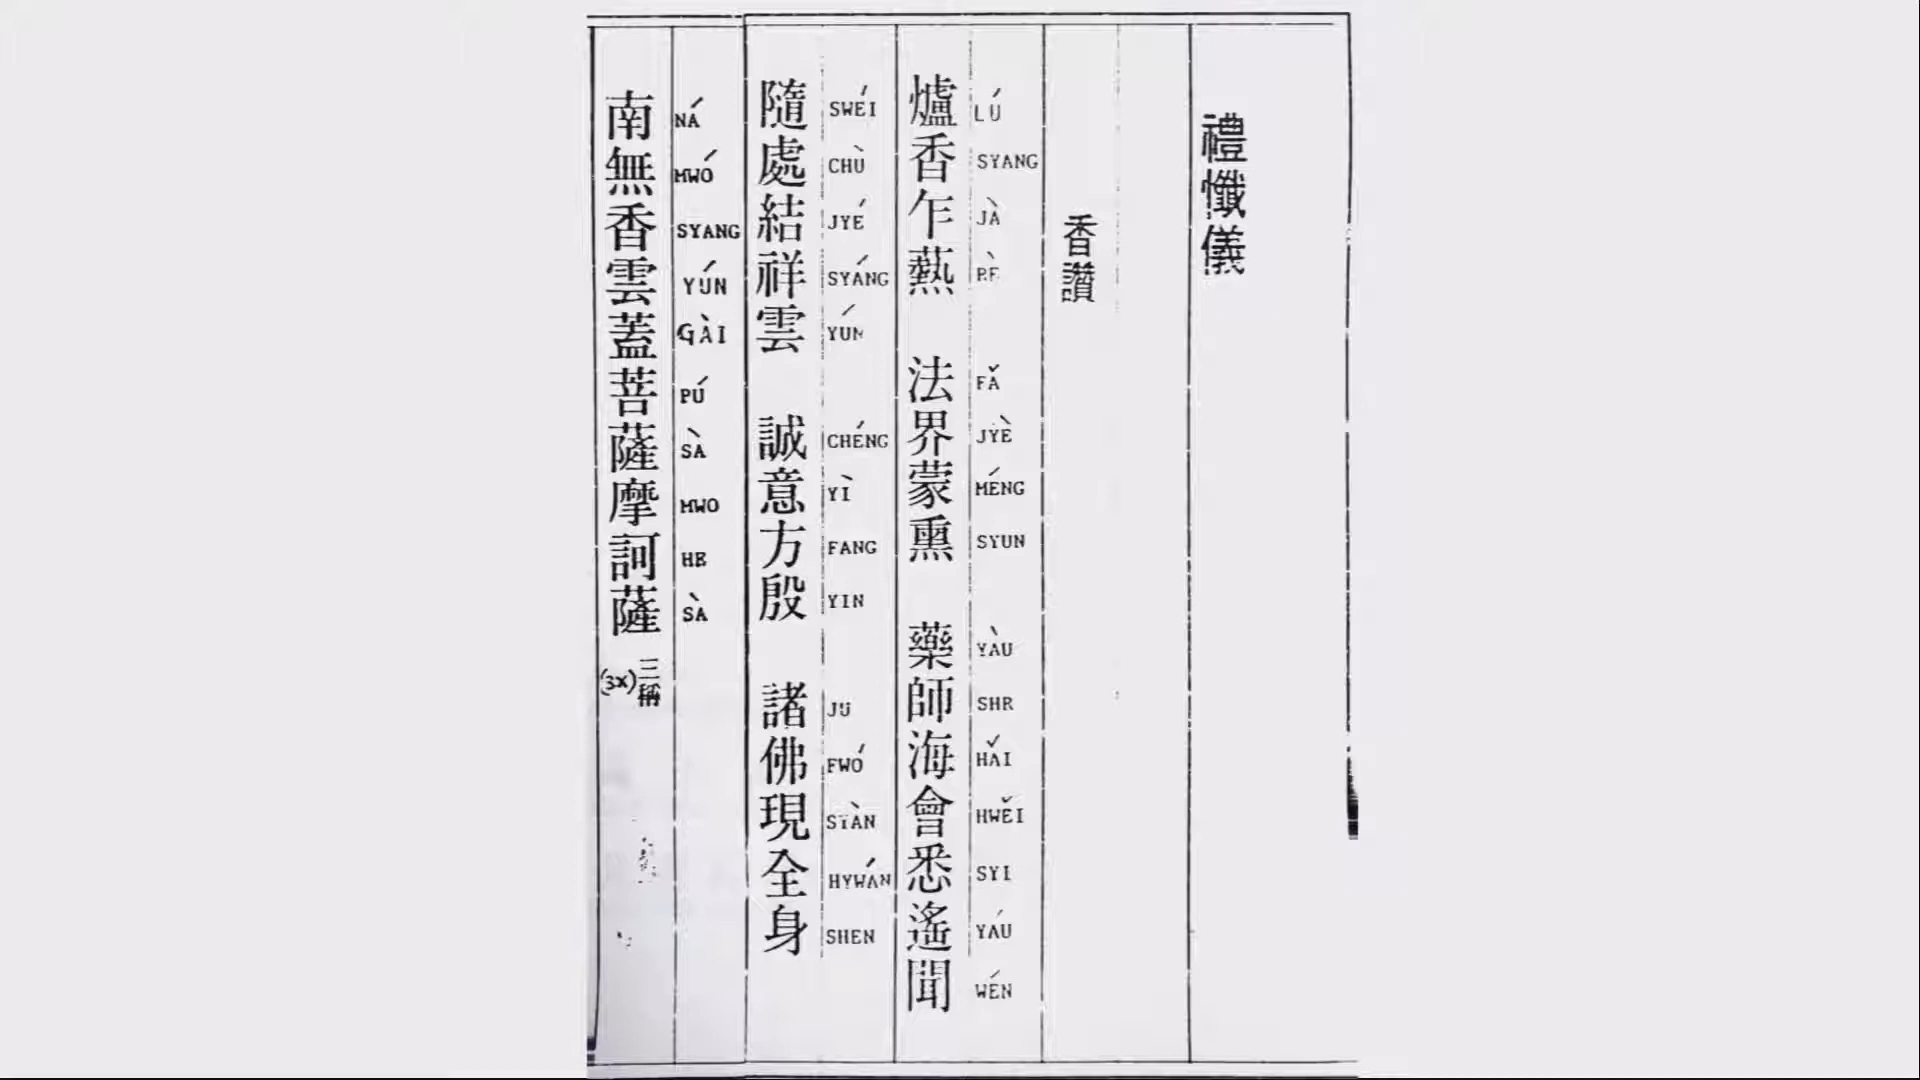 禮懺儀
香讚
爐香乍爇 法界蒙熏 藥師海會悉遙聞
LÚ SYANG JÀ RE FǍ JYÈ MÉNG SYUN YÀU SHR HǍI HWĚI SYI YÁU WÉN
隨處結祥雲 誠意方殷 諸佛現全身
SWÉI CHÙ JYÉ SYÁNG YÚN CHÉNG YÌ FANG YIN JU FWÓ SYÀN HYWÁN SHEN
南無香雲蓋菩薩摩訶薩 三稱 (3X)
NÁ MWÓ SYANG YÚN GÀI PÚ SÀ MWO HE SÀ